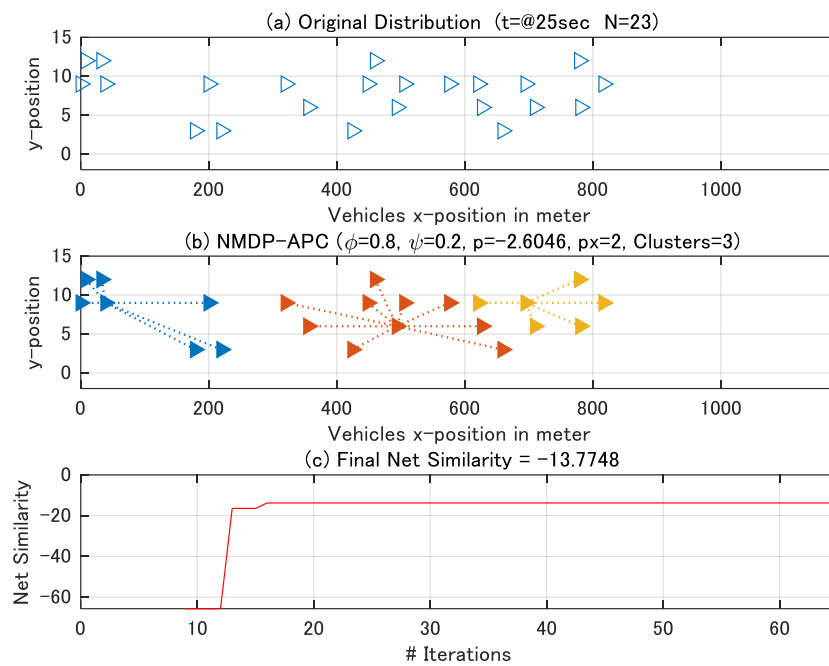 (a) Original Distribution (t=@25sec N=23)
y-position
15
10
5
0
0 200 400 600 800 1000
Vehicles x-position in meter
(b) NMDP-APC (ϕ=0.8, ψ=0.2, p=-2.6046, px=2, Clusters=3)
y-position
15
10
5
0
0 200 400 600 800 1000
Vehicles x-position in meter
(c) Final Net Similarity = -13.7748
Net Similarity
0
-20
-40
-60
10 20 30 40 50 60
# Iterations